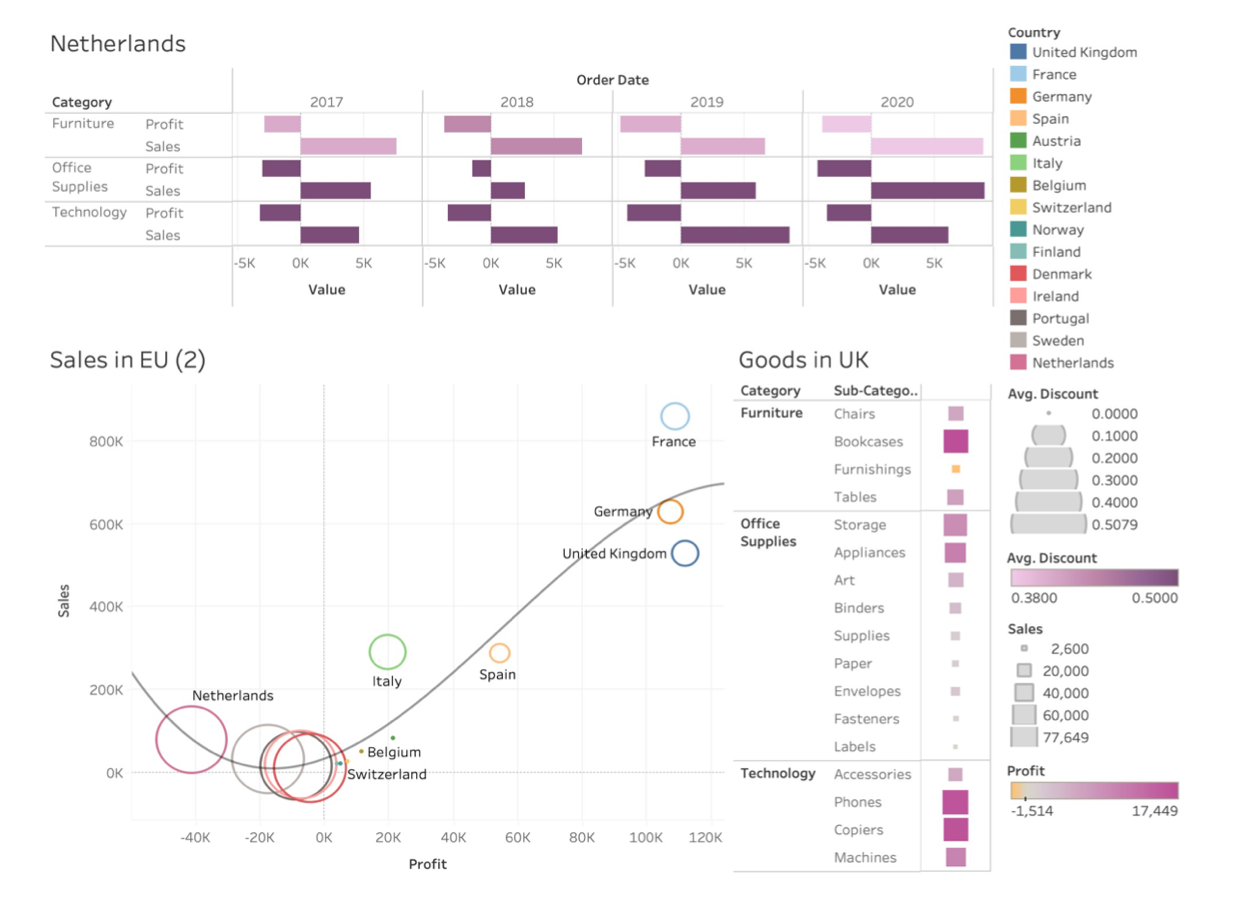 Netherlands
Order Date
Category 2017 2018 2019 2020
Furniture Profit
Sales
Office Supplies Profit
Sales
Technology Profit
Sales
-5K 0K 5K -5K 0K 5K -5K 0K 5K -5K 0K 5K
Value Value Value Value
Sales in EU (2)
800K
600K
400K
200K
0K
Sales
France
Germany
United Kingdom
Italy
Spain
Netherlands
Belgium
Switzerland
-40K -20K 0K 20K 40K 60K 80K 100K 120K
Profit
Goods in UK
Category Sub-Catego..
Furniture Chairs
Bookcases
Furnishings
Tables
Office Supplies Storage
Appliances
Art
Binders
Supplies
Paper
Envelopes
Fasteners
Labels
Technology Accessories
Phones
Copiers
Machines
Country
United Kingdom
France
Germany
Spain
Austria
Italy
Belgium
Switzerland
Norway
Finland
Denmark
Ireland
Portugal
Sweden
Netherlands
Avg. Discount
0.0000
0.1000
0.2000
0.3000
0.4000
0.5079
Avg. Discount
0.3800 0.5000
Sales
2,600
20,000
40,000
60,000
77,649
Profit
-1,514 17,449